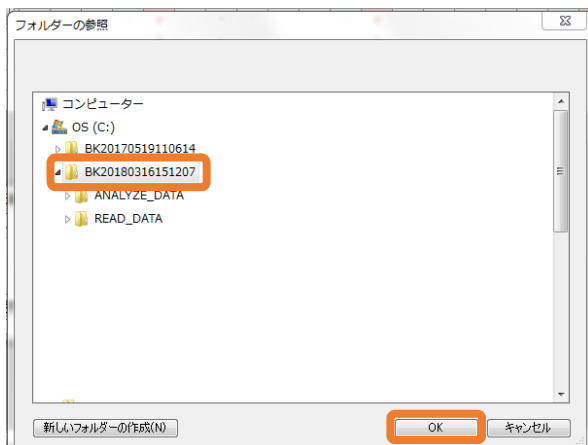 フォルダーの参照
コンピューター
OS (C:)
BK20170519110614
BK20180316151207
ANALYZE_DATA
READ_DATA
新しいフォルダーの作成(N)
OK
キャンセル